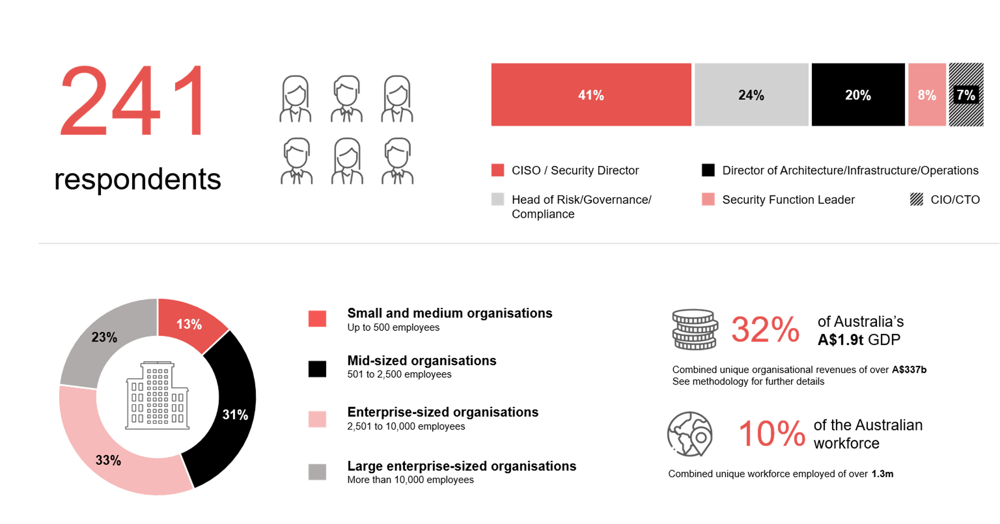 241
respondents
41%
24%
20%
8%
7%
CISO / Security Director
Director of Architecture/Infrastructure/Operations
Head of Risk/Governance/
Compliance
Security Function Leader
CIO/CTO
13%
31%
33%
23%
Small and medium organisations
Up to 500 employees
Mid-sized organisations
501 to 2,500 employees
Enterprise-sized organisations
2,501 to 10,000 employees
Large enterprise-sized organisations
More than 10,000 employees
32%
of Australia’s
A$1.9t GDP
Combined unique organisational revenues of over A$337b
See methodology for further details
10%
of the Australian
workforce
Combined unique workforce employed of over 1.3m